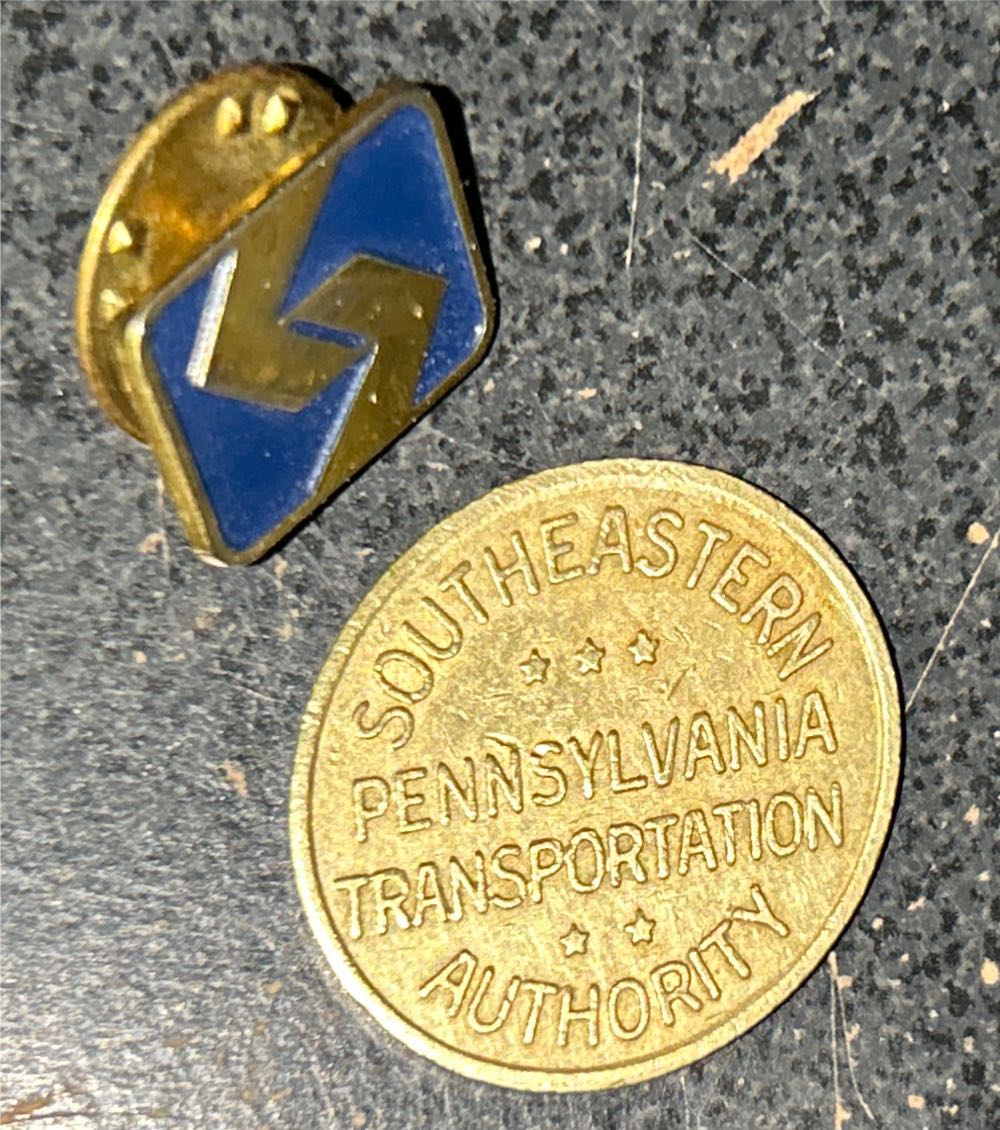 SOUTHEASTERN
PENNSYLVANIA
TRANSPORTATION
AUTHORITY